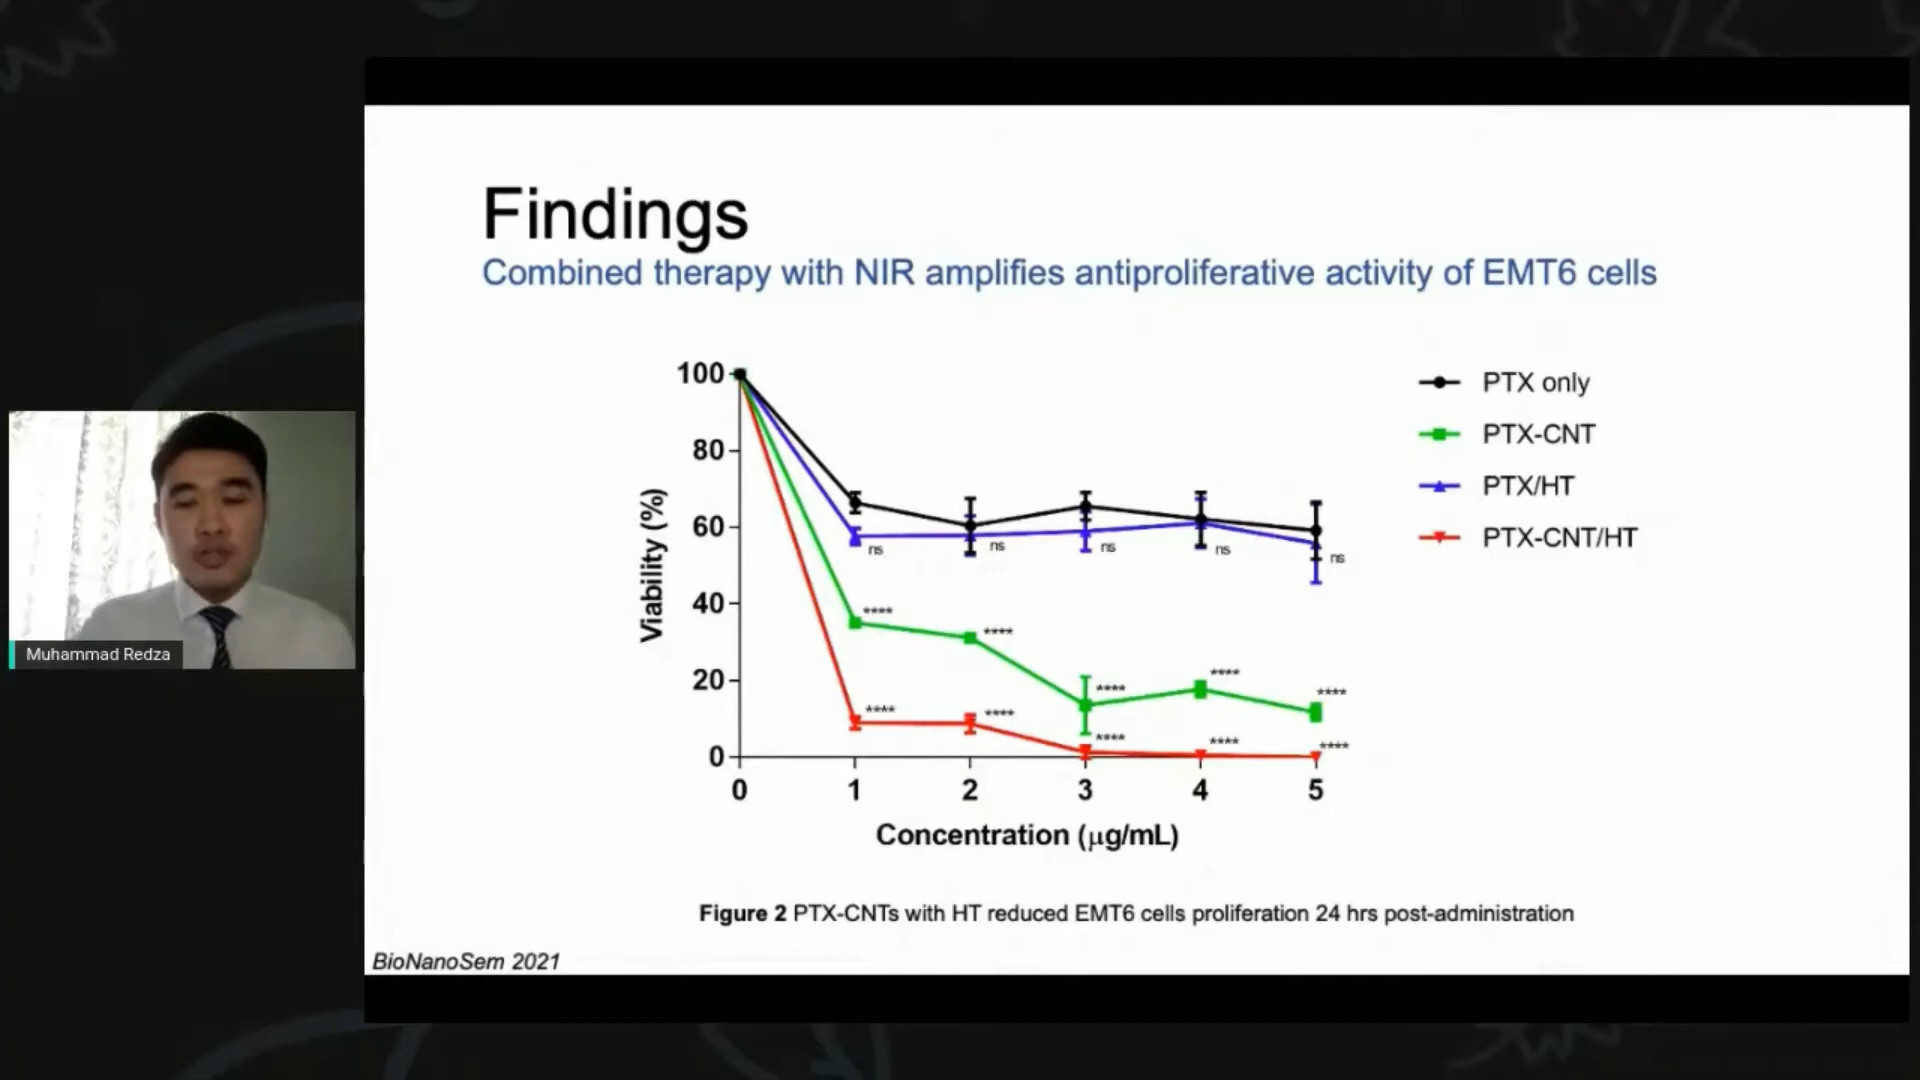 Findings
Combined therapy with NIR amplifies antiproliferative activity of EMT6 cells
100
80
60
40
20
0
Viability (%)
ns
ns
ns
ns
ns
****
****
****
****
****
****
****
****
****
****
0 1 2 3 4 5
Concentration (μg/mL)
PTX only
PTX-CNT
PTX/HT
PTX-CNT/HT
Figure 2 PTX-CNTs with HT reduced EMT6 cells proliferation 24 hrs post-administration
BioNanoSem 2021
Muhammad Redza